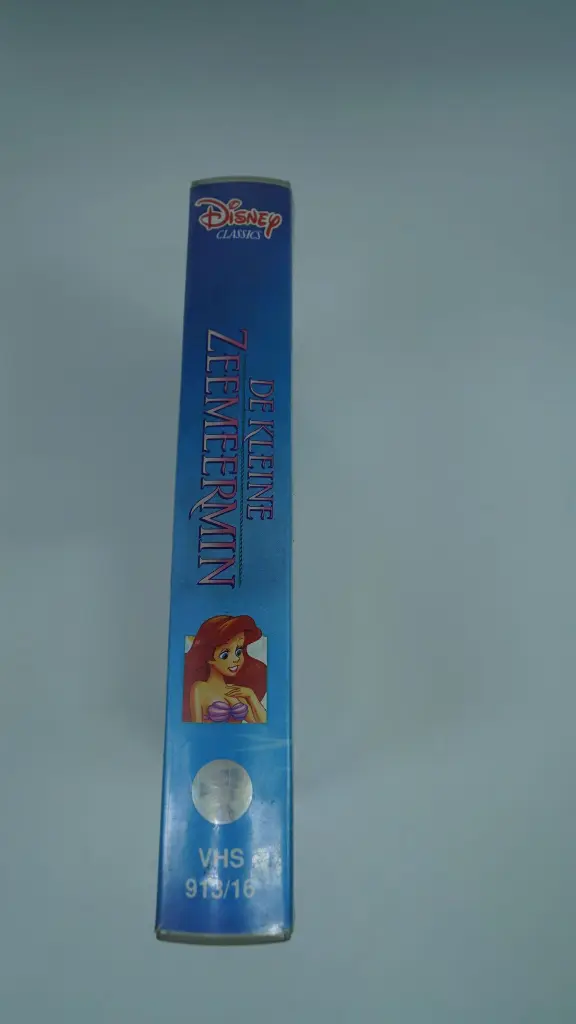 Disney
CLASSICS
DE KLEINE
ZEEMEERMIN
VHS
913/16